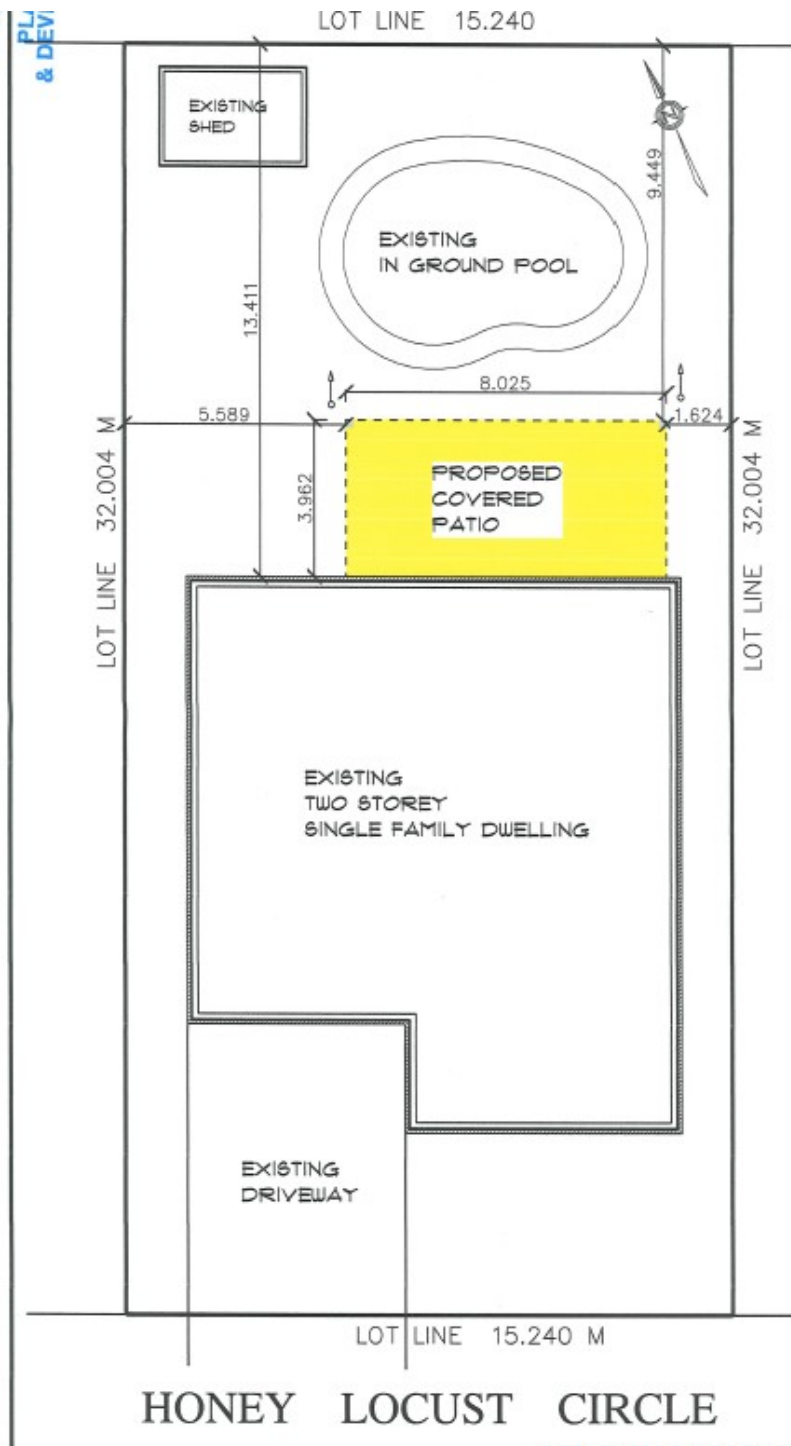 & DEV
LOT LINE 15.240
EXISTING
SHED
9.449
EXISTING
IN GROUND POOL
13.411
8.025
5.589
1.624
3.962
PROPOSED
COVERED
PATIO
LOT LINE 32.004 M
LOT LINE 32.004 M
EXISTING
TWO STOREY
SINGLE FAMILY DWELLING
EXISTING
DRIVEWAY
LOT LINE 15.240 M
HONEY LOCUST CIRCLE